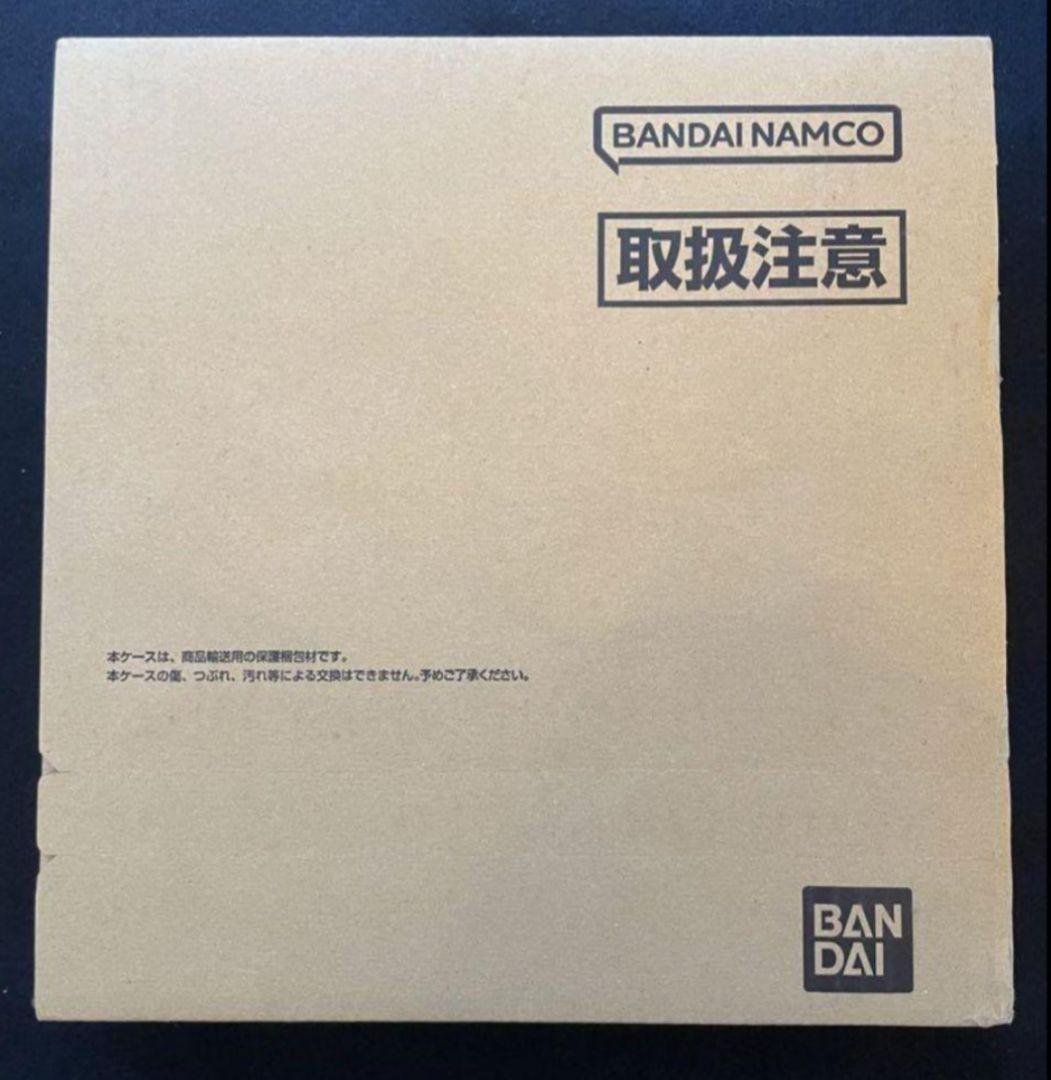 BANDAI NAMCO
取扱注意
本ケースは、商品輸送用の保護梱包材です。
本ケースの傷、つぶれ、汚れ等による交換はできません。予めご了承ください。
BAN
DAI